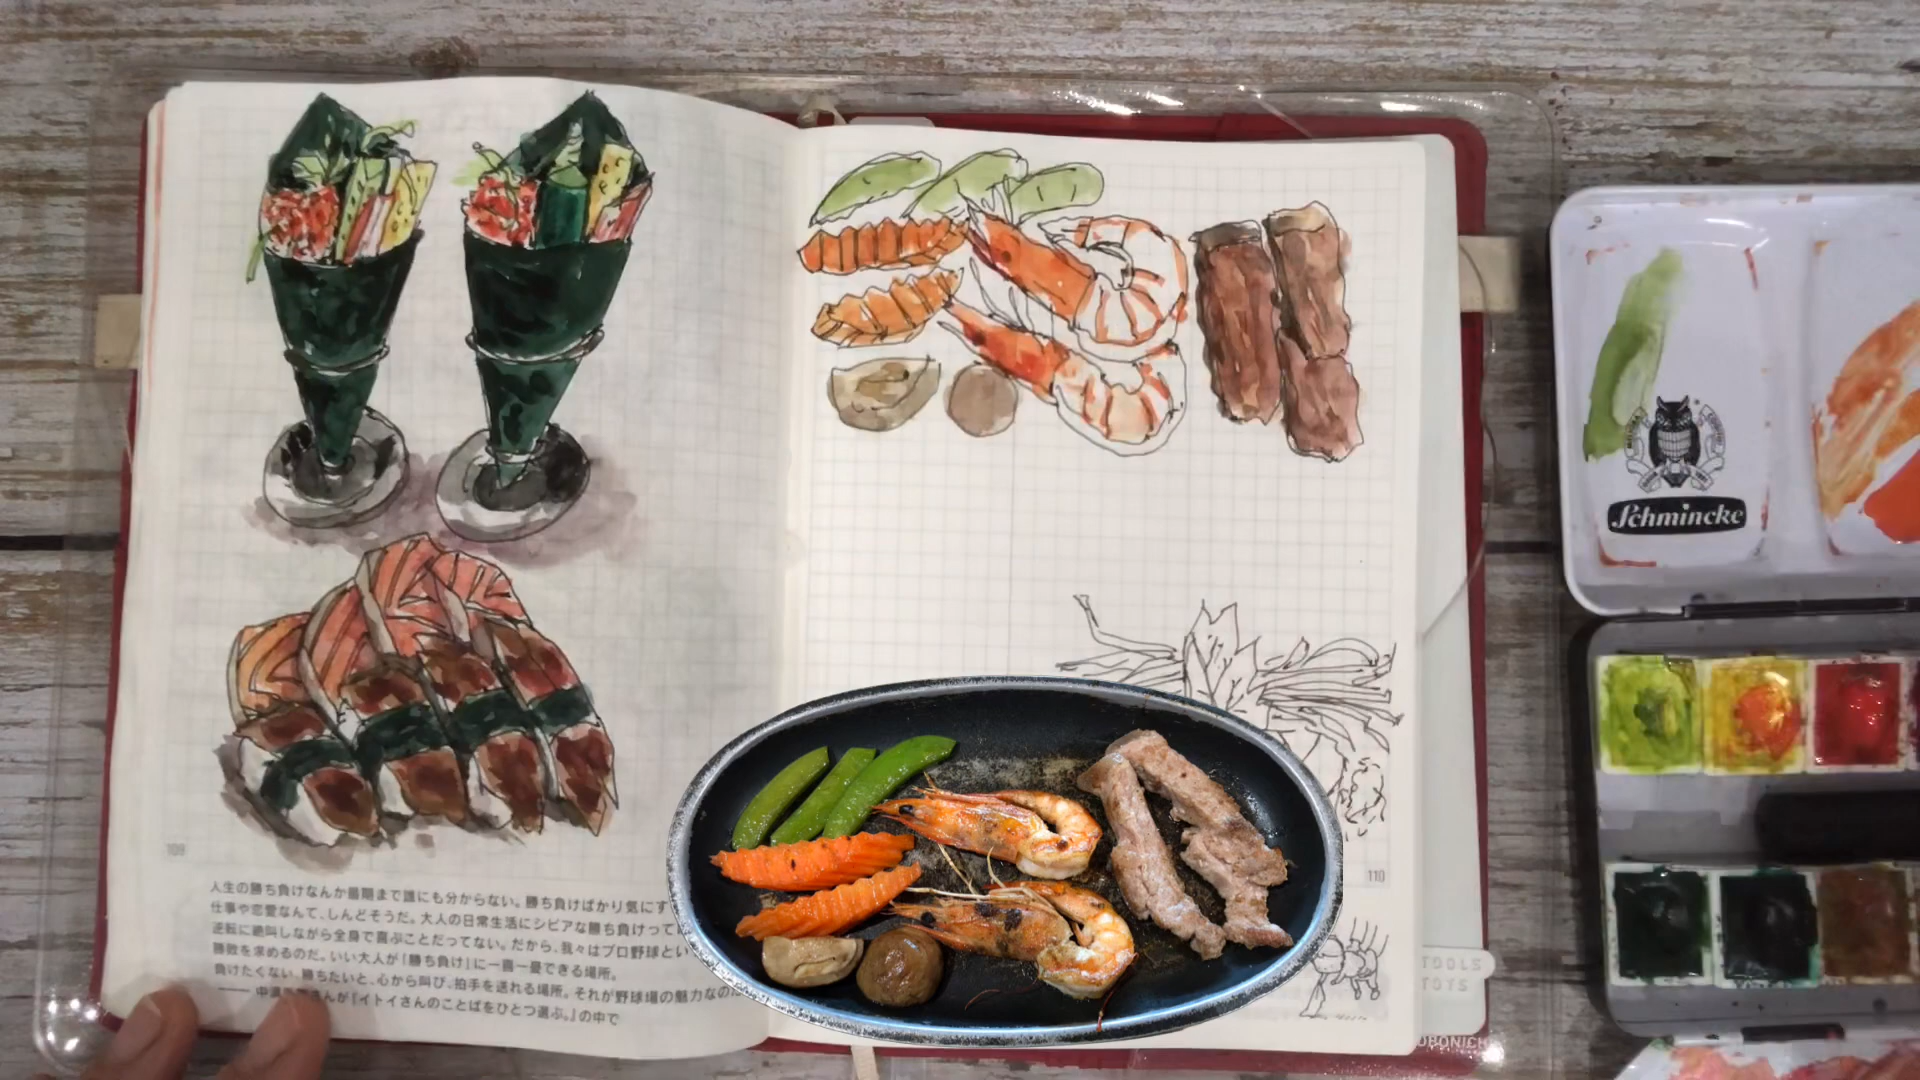 109
人生の勝ち負けなんか最期まで誰にも分からない。勝ち負けばかり気にす
仕事や恋愛なんて、しんどそうだ。大人の日常生活にシビアな勝ち負けって
逆転に絶叫しながら全身で喜ぶことだってない。だから、我々はプロ野球とい
勝敗を求めるのだ。いい大人が「勝ち負け」に一喜一憂できる場所。
負けたくない、勝ちたいと、心から叫び、拍手を送れる場所。それが野球場の魅力なのだ
さんが『イトイさんのことばをひとつ選ぶ。』の中で
110
TOOLS
TOYS
HOBONICHI
Schmincke